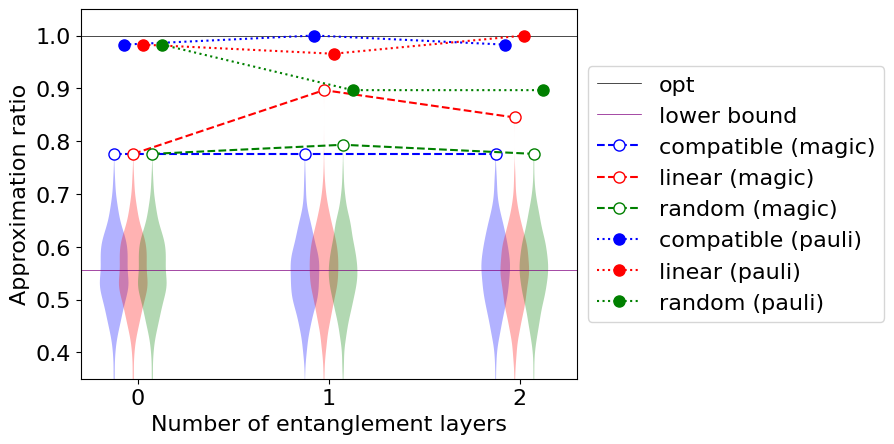 1.0
0.9
0.8
0.7
0.6
0.5
0.4
Approximation ratio
0 1 2
Number of entanglement layers
opt
lower bound
compatible (magic)
linear (magic)
random (magic)
compatible (pauli)
linear (pauli)
random (pauli)